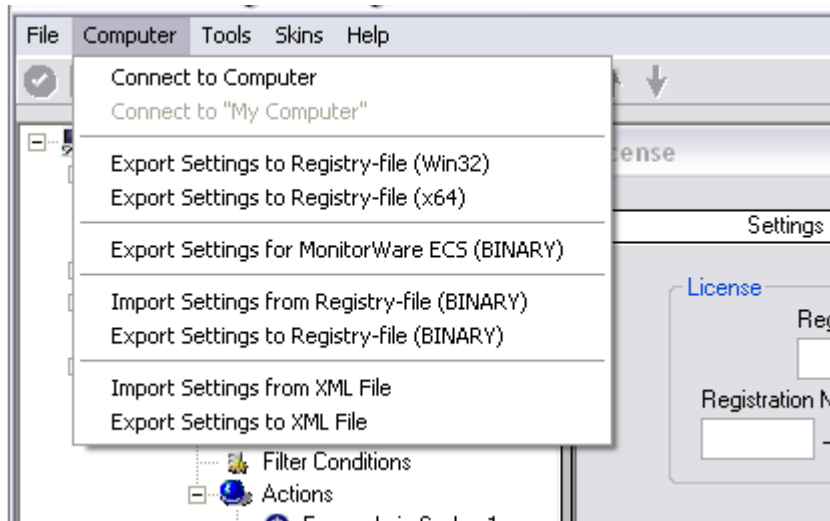 File Computer Tools Skins Help
Connect to Computer
Connect to "My Computer"
Export Settings to Registry-file (Win32)
Export Settings to Registry-file (x64)
Export Settings for MonitorWare ECS (BINARY)
Import Settings from Registry-file (BINARY)
Export Settings to Registry-file (BINARY)
Import Settings from XML File
Export Settings to XML File
Filter Conditions
Actions
Settings
License
Registration